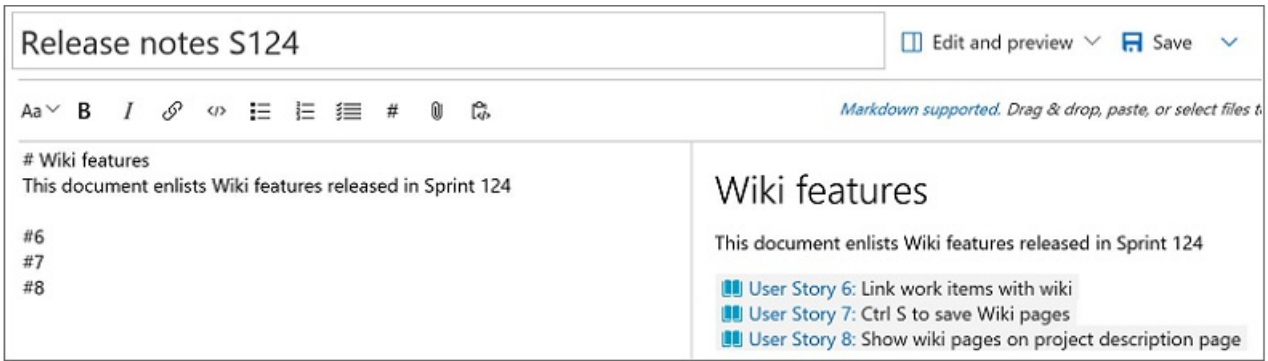 Release notes S124
Edit and preview
Save
Aa B I </> #
Markdown supported. Drag & drop, paste, or select files t
# Wiki features
This document enlists Wiki features released in Sprint 124
#6
#7
#8
Wiki features
This document enlists Wiki features released in Sprint 124
User Story 6: Link work items with wiki
User Story 7: Ctrl S to save Wiki pages
User Story 8: Show wiki pages on project description page